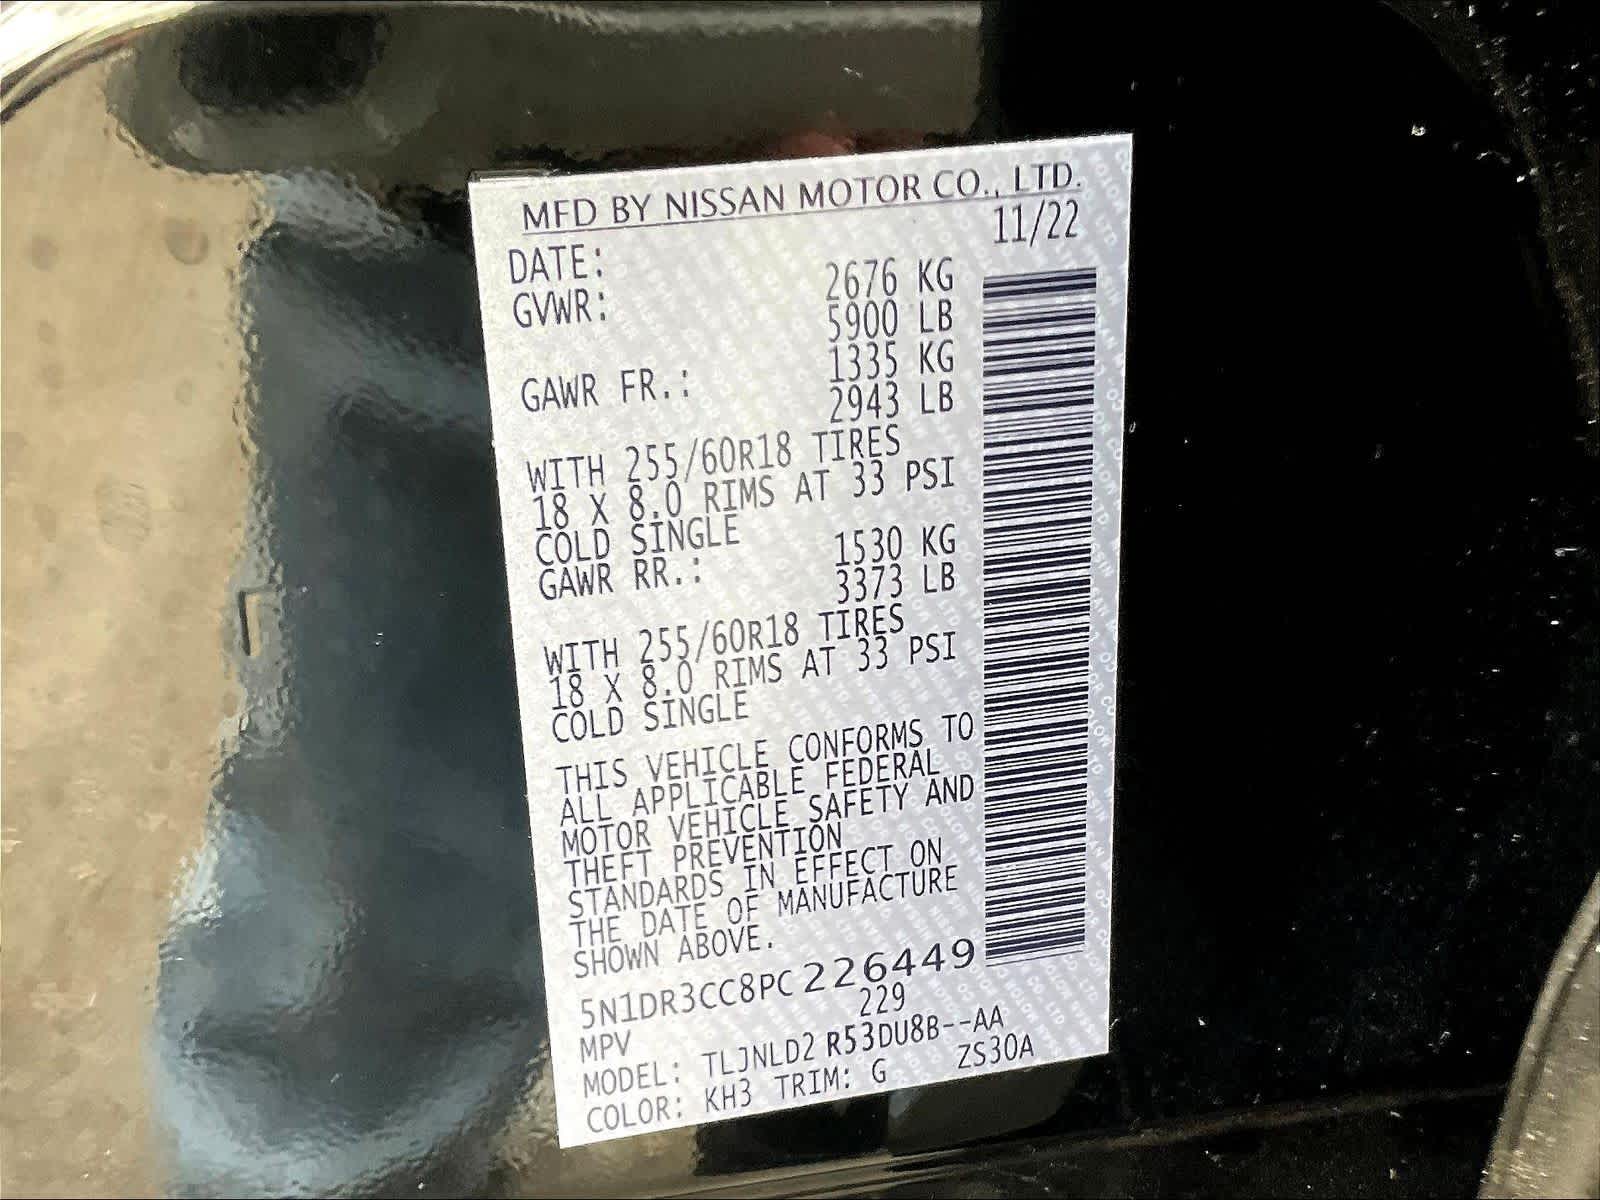 MFD BY NISSAN MOTOR CO., LTD.
DATE: 11/22
GVWR: 2676 KG
5900 LB
GAWR FR.: 1335 KG
2943 LB
WITH 255/60R18 TIRES
18 X 8.0 RIMS AT 33 PSI
COLD SINGLE
GAWR RR.: 1530 KG
3373 LB
WITH 255/60R18 TIRES
18 X 8.0 RIMS AT 33 PSI
COLD SINGLE
THIS VEHICLE CONFORMS TO
ALL APPLICABLE FEDERAL
MOTOR VEHICLE SAFETY AND
THEFT PREVENTION
STANDARDS IN EFFECT ON
THE DATE OF MANUFACTURE
SHOWN ABOVE.
5N1DR3CC8PC226449
MPV 229
MODEL: TLJNLD2 R53DU8B--AA
COLOR: KH3 TRIM: G ZS30A